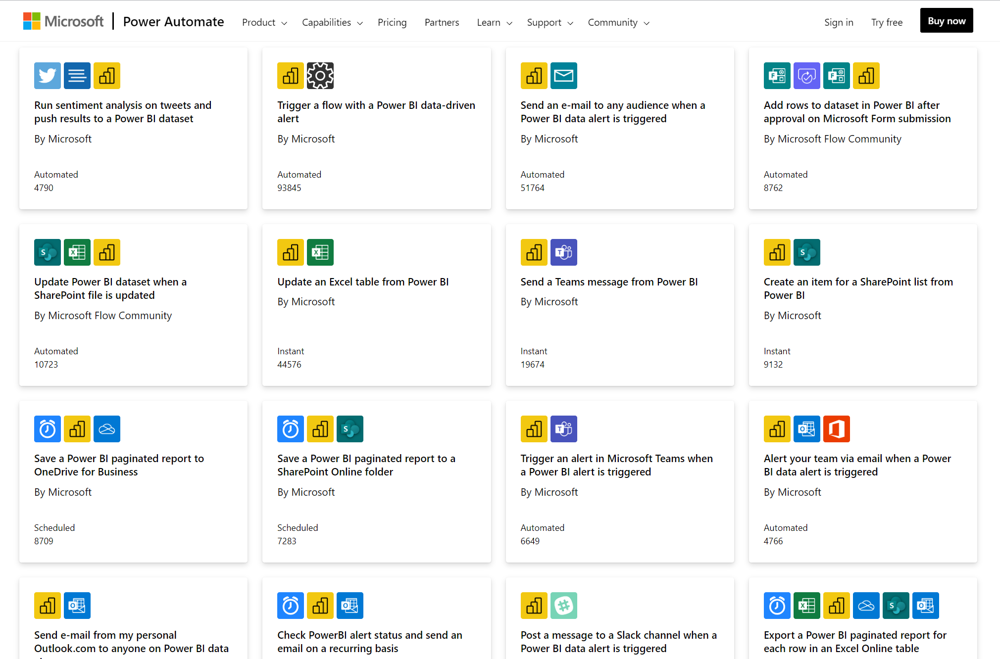 Microsoft | Power Automate Product Capabilities Pricing Partners Learn Support Community Sign in Try free Buy now
Run sentiment analysis on tweets and
push results to a Power BI dataset
By Microsoft
Automated
4790
Trigger a flow with a Power BI data-driven
alert
By Microsoft
Automated
93845
Send an e-mail to any audience when a
Power BI data alert is triggered
By Microsoft
Automated
51764
Add rows to dataset in Power BI after
approval on Microsoft Form submission
By Microsoft Flow Community
Automated
8762
Update Power BI dataset when a
SharePoint file is updated
By Microsoft Flow Community
Automated
10723
Update an Excel table from Power BI
By Microsoft
Instant
44576
Send a Teams message from Power BI
By Microsoft
Instant
19674
Create an item for a SharePoint list from
Power BI
By Microsoft
Instant
9132
Save a Power BI paginated report to
OneDrive for Business
By Microsoft
Scheduled
8709
Save a Power BI paginated report to a
SharePoint Online folder
By Microsoft
Scheduled
7283
Trigger an alert in Microsoft Teams when
a Power BI alert is triggered
By Microsoft
Automated
6649
Alert your team via email when a Power
BI data alert is triggered
By Microsoft
Automated
4766
Send e-mail from my personal
Outlook.com to anyone on Power BI data
Check PowerBI alert status and send an
email on a recurring basis
Post a message to a Slack channel when a
Power BI data alert is triggered
Export a Power BI paginated report for
each row in an Excel Online table